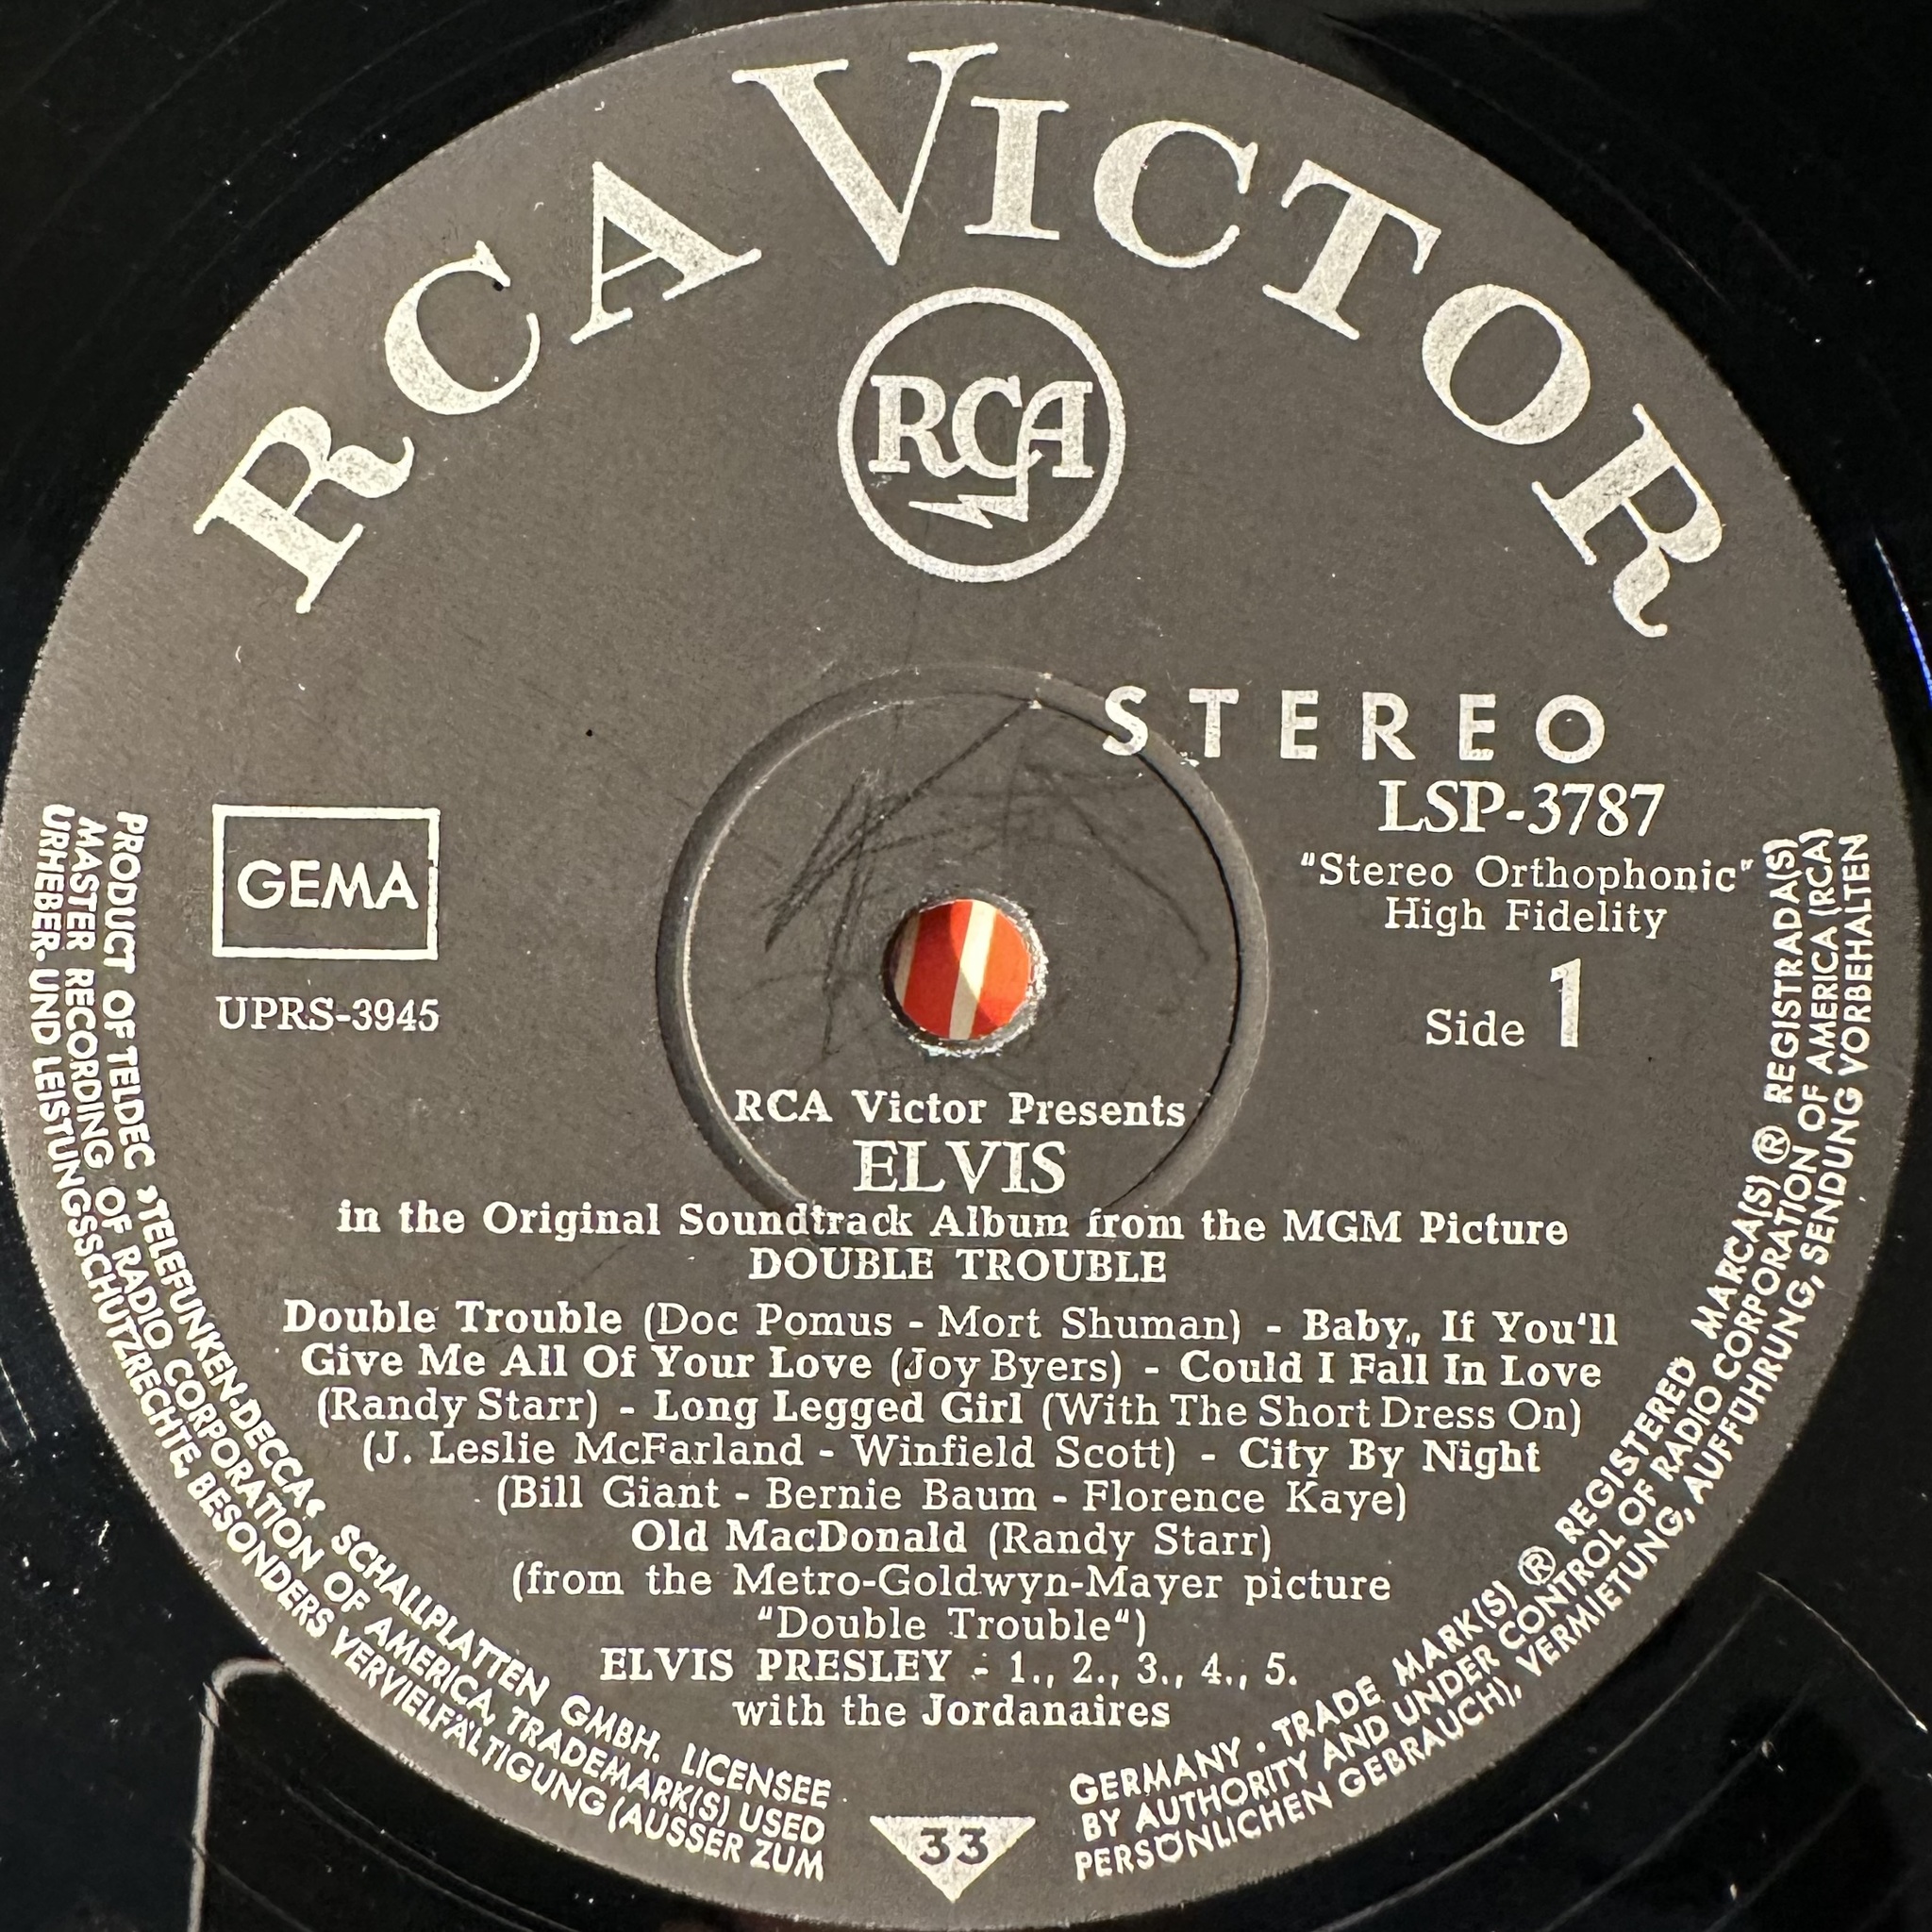 RCA VICTOR
RCA
STEREO
LSP-3787
"Stereo Orthophonic"
High Fidelity
Side 1
GEMA
UPRS-3945
RCA Victor Presents
ELVIS
in the Original Soundtrack Album from the MGM Picture
DOUBLE TROUBLE
Double Trouble (Doc Pomus - Mort Shuman) - Baby, If You'll
Give Me All Of Your Love (Joy Byers) - Could I Fall In Love
(Randy Starr) - Long Legged Girl (With The Short Dress On)
(J. Leslie McFarland - Winfield Scott) - City By Night
(Bill Giant - Bernie Baum - Florence Kaye)
Old MacDonald (Randy Starr)
(from the Metro-Goldwyn-Mayer picture
"Double Trouble")
ELVIS PRESLEY - 1., 2., 3., 4., 5.
with the Jordanaires
33
PRODUCT OF TELDEC »TELEFUNKEN-DECCA« SCHALLPLATTEN GMBH. LICENSEE
MASTER RECORDING OF RADIO CORPORATION OF AMERICA, TRADEMARK(S) USED
URHEBER- UND LEISTUNGSSCHUTZRECHTE, BESONDERS VERVIELFÄLTIGUNG (AUSSER ZUM
GERMANY . TRADE MARK(S) ® REGISTERED MARCA(S) ® REGISTRADA(S)
BY AUTHORITY AND UNDER CONTROL OF RADIO CORPORATION OF AMERICA (RCA)
PERSÖNLICHEN GEBRAUCH), VERMIETUNG, AUFFUHRUNG, SENDUNG VORBEHALTEN